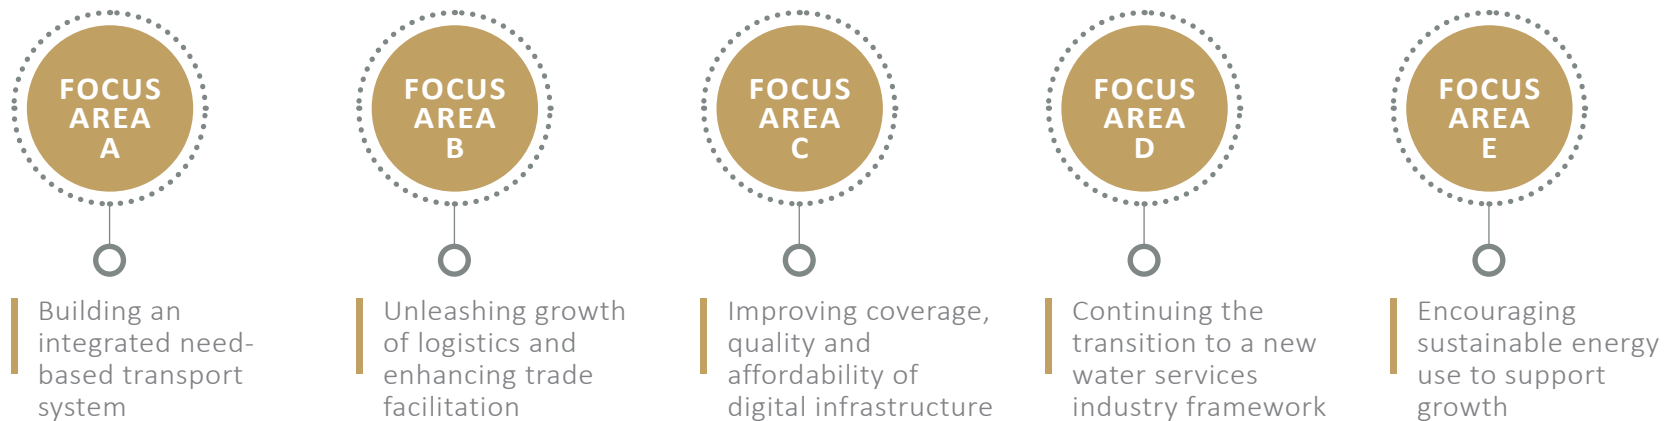 FOCUS
AREA
A
Building an
integrated need-
based transport
system
FOCUS
AREA
B
Unleashing growth
of logistics and
enhancing trade
facilitation
FOCUS
AREA
C
Improving coverage,
quality and
affordability of
digital infrastructure
FOCUS
AREA
D
Continuing the
transition to a new
water services
industry framework
FOCUS
AREA
E
Encouraging
sustainable energy
use to support
growth